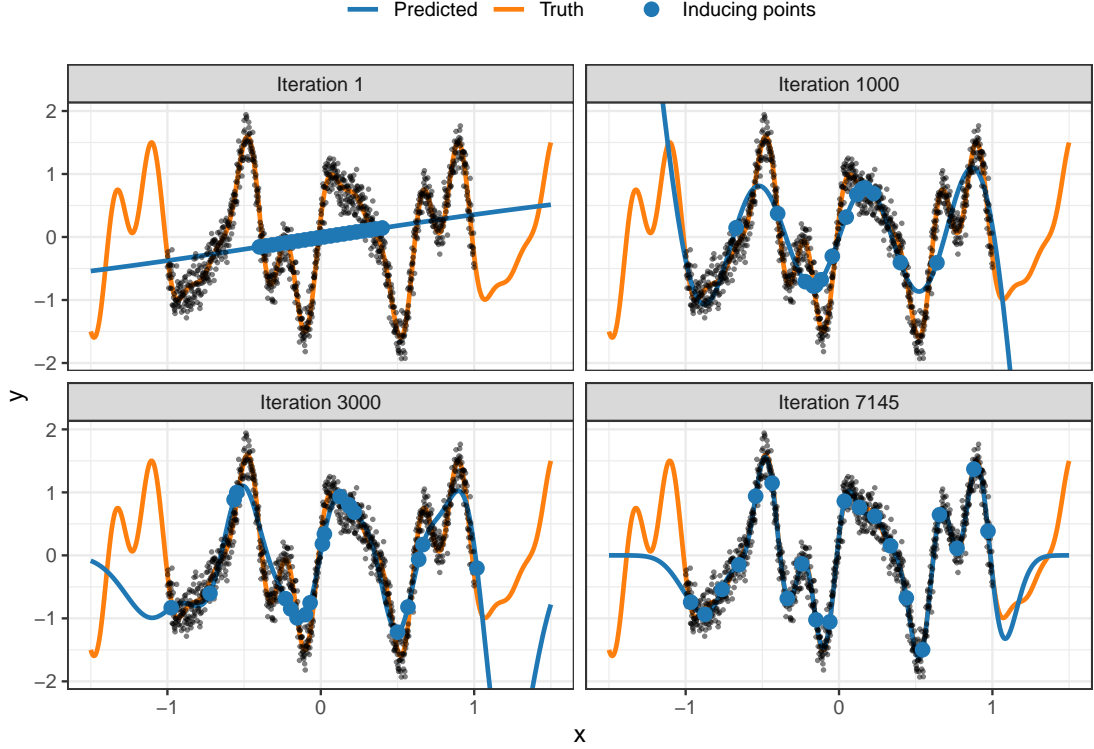 Predicted Truth Inducing points
Iteration 1 Iteration 1000
2
1
0
−1
−2
Iteration 3000 Iteration 7145
2
1
0
−1
−2
y
−1 0 1 −1 0 1
x